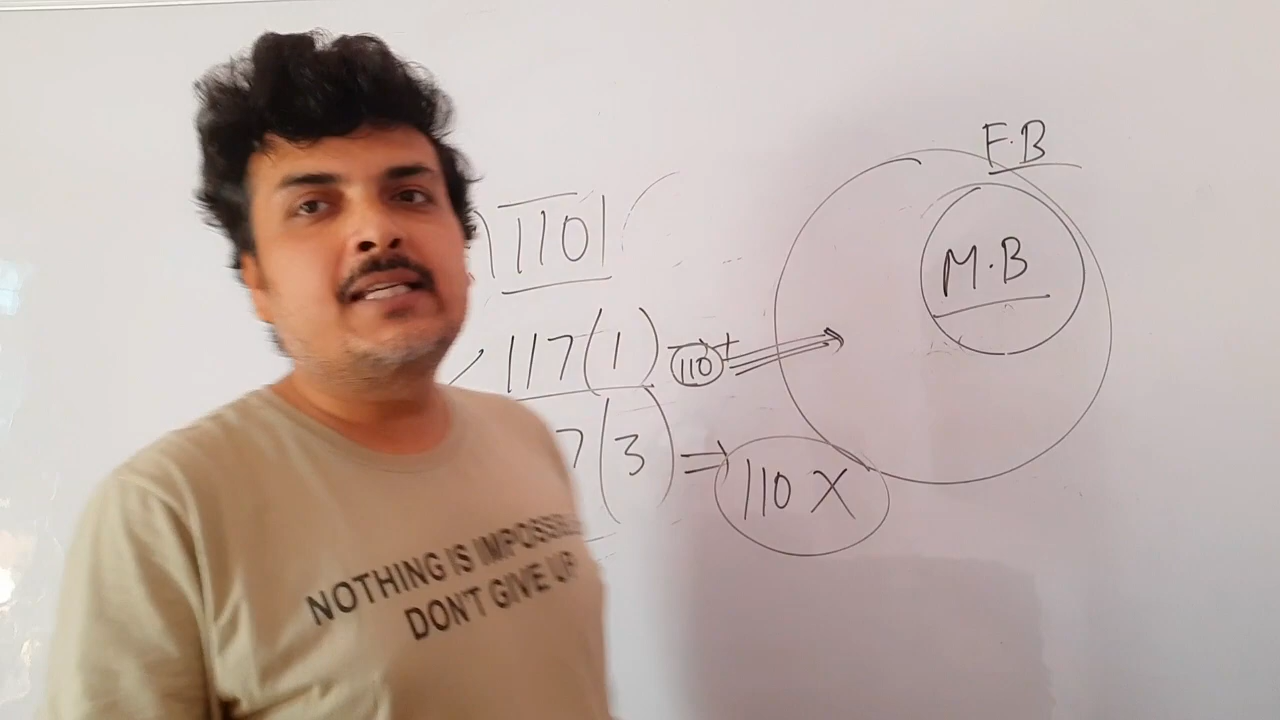 F.B
M.B
110
117(1) 110+
7(3) ⇒ 110 X
NOTHING IS IMPOSSIBLE
DON'T GIVE UP